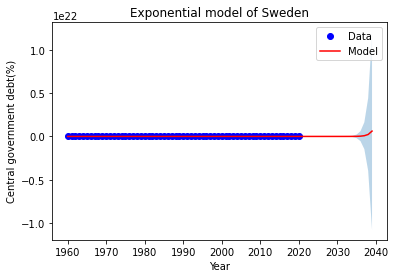 Exponential model of Sweden
1e22
Data
Model
1.0
0.5
0.0
−0.5
−1.0
Central government debt(%)
1960 1970 1980 1990 2000 2010 2020 2030 2040
Year